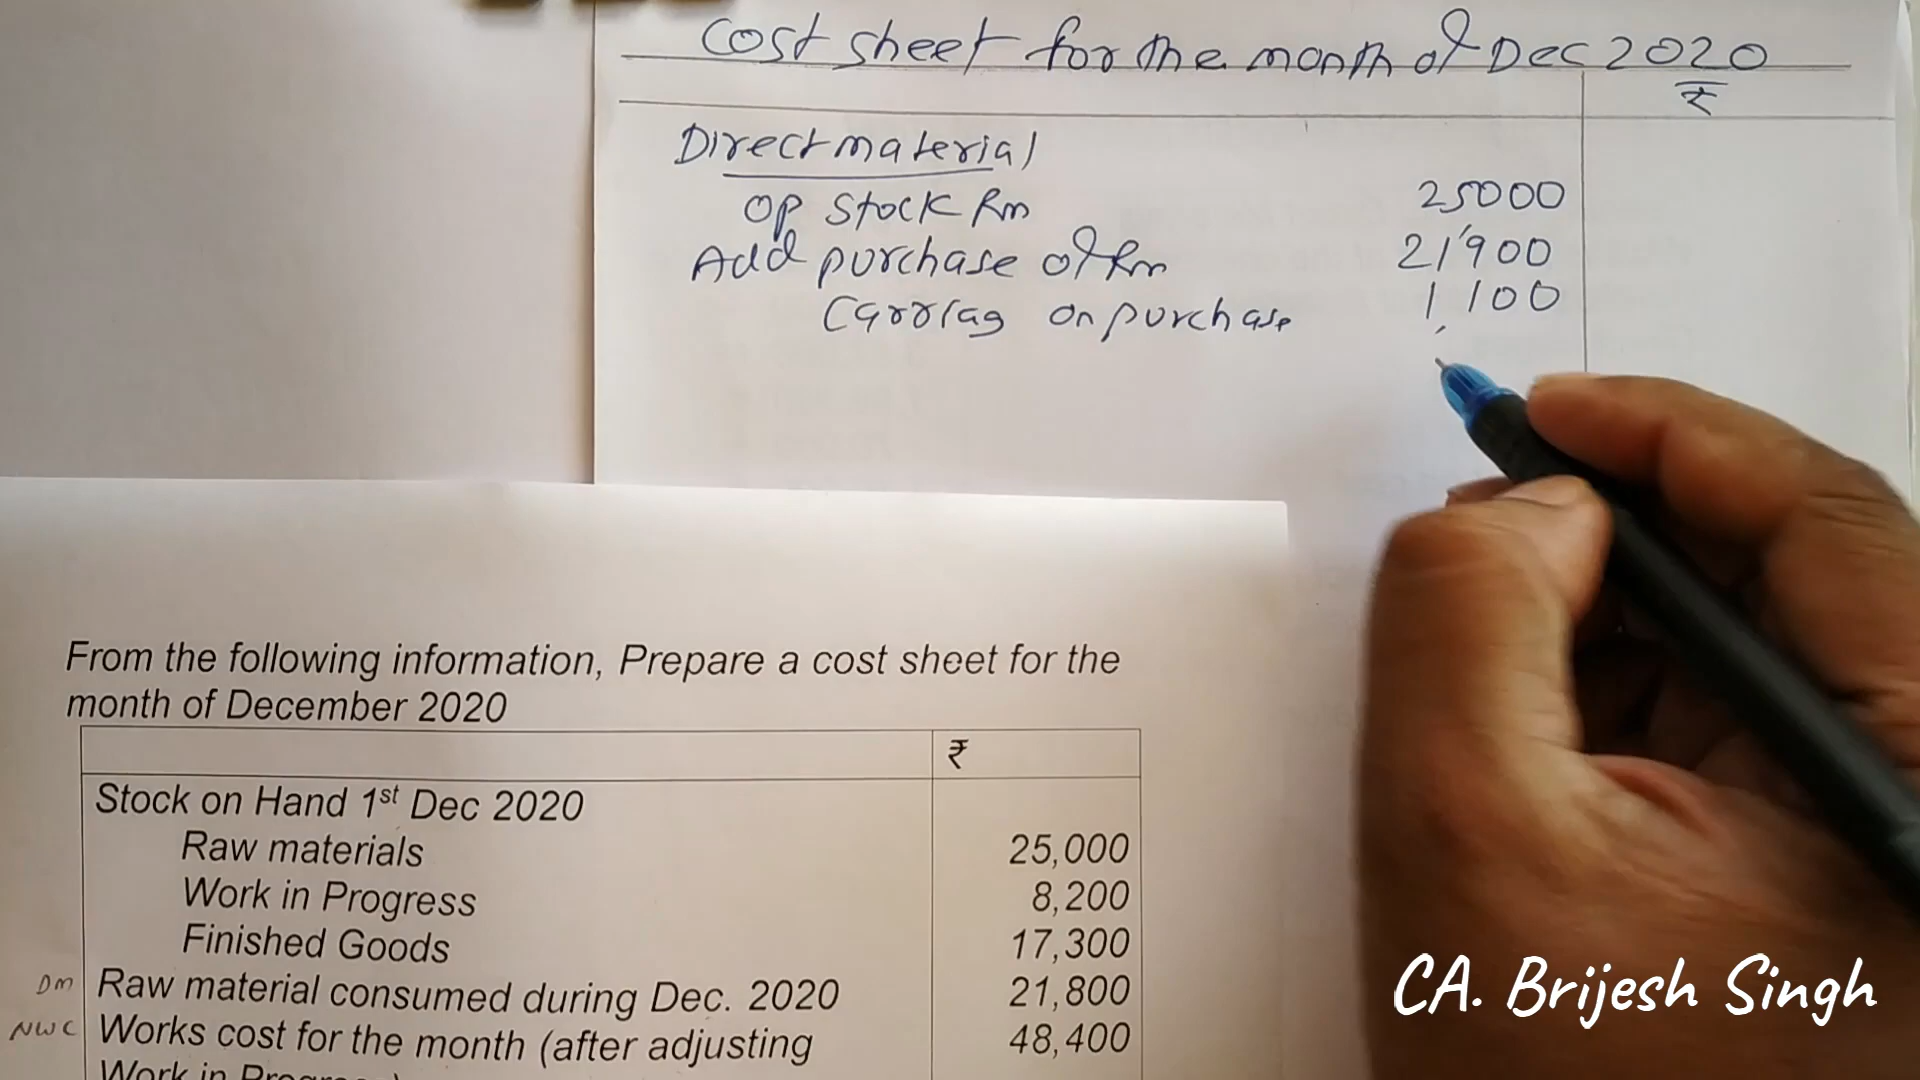 Cost sheet for the month of Dec 2020
₹
Direct material
OP Stock Rm 25000
Add purchase of Rm 21900
Carriag on purchase 1100
From the following information, Prepare a cost sheet for the
month of December 2020
₹
Stock on Hand 1st Dec 2020
Raw materials 25,000
Work in Progress 8,200
Finished Goods 17,300
DM Raw material consumed during Dec. 2020 21,800
NWC Works cost for the month (after adjusting 48,400
Work in Progress)
CA. Brijesh Singh